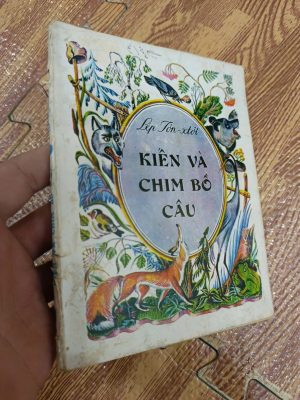 Lép Tôn-xtôi
KIẾN VÀ
CHIM BỒ
CÂU